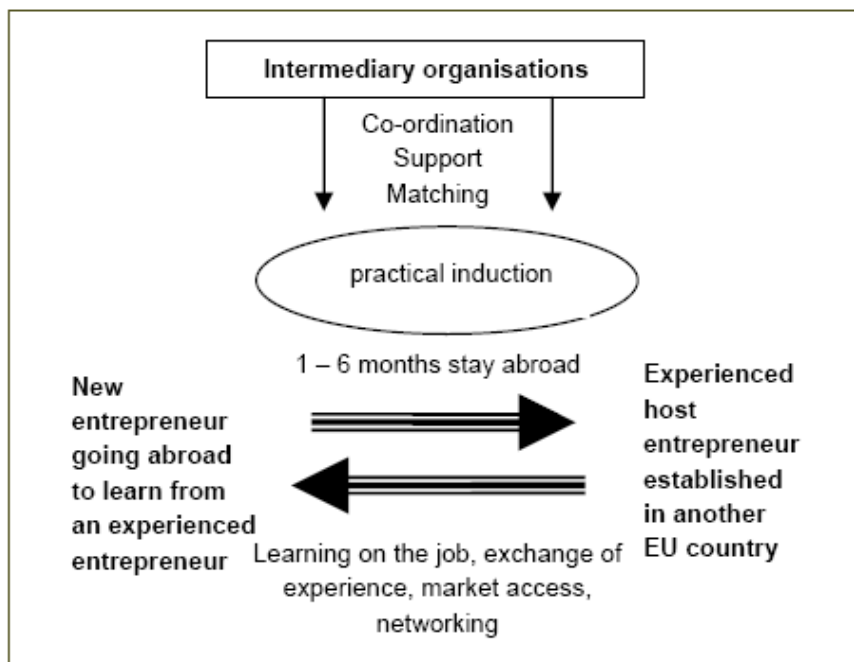 Intermediary organisations
Co-ordination
Support
Matching
practical induction
1 – 6 months stay abroad
New
entrepreneur
going abroad
to learn from
an experienced
entrepreneur
Experienced
host
entrepreneur
established
in another
EU country
Learning on the job, exchange of
experience, market access,
networking